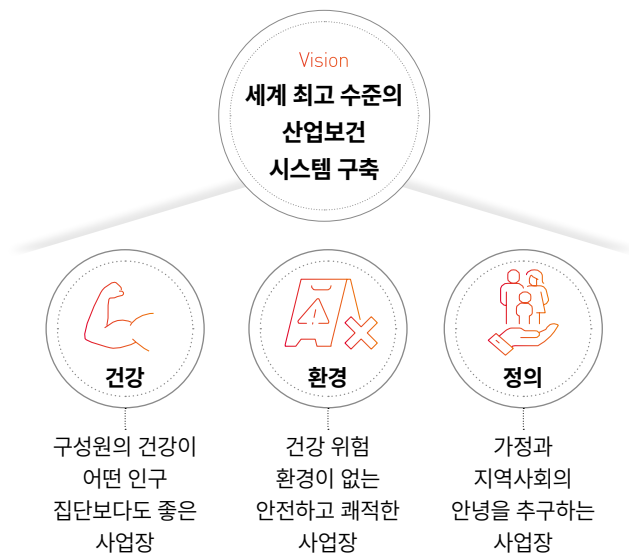 Vision
세계 최고 수준의
산업보건
시스템 구축
건강
구성원의 건강이
어떤 인구
집단보다도 좋은
사업장
환경
건강 위험
환경이 없는
안전하고 쾌적한
사업장
정의
가정과
지역사회의
안녕을 추구하는
사업장